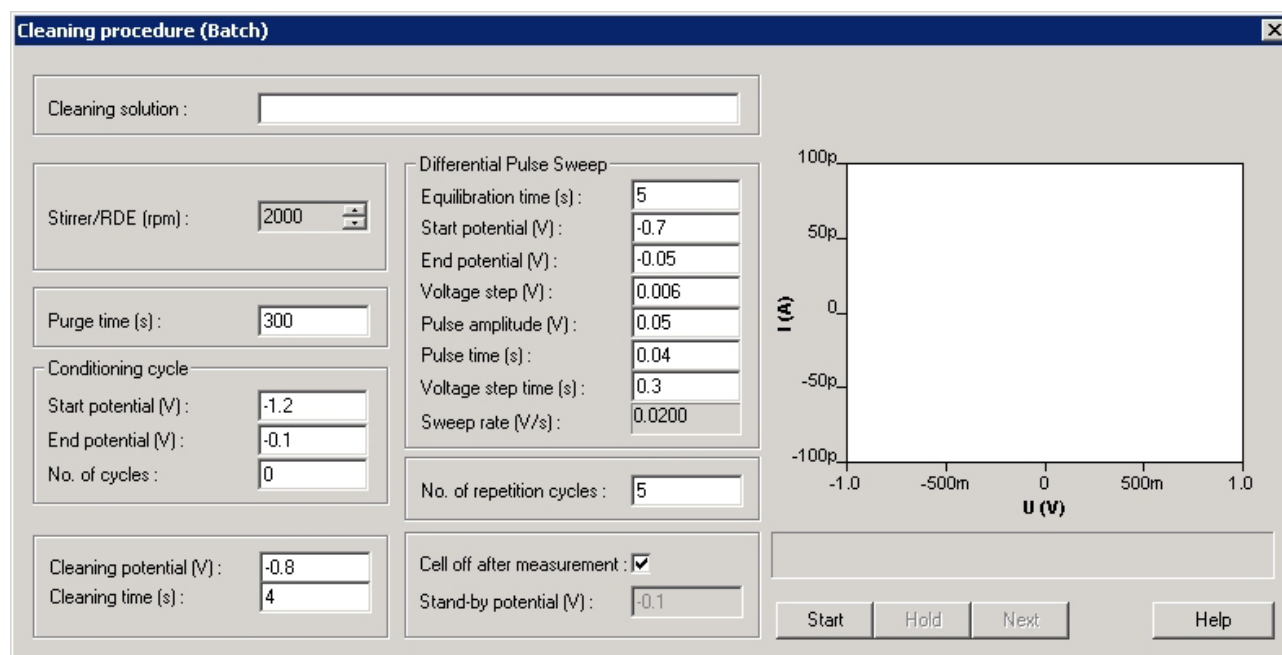 Cleaning procedure (Batch)
Cleaning solution :
Stirrer/RDE (rpm) : 2000
Purge time (s) : 300
Conditioning cycle
Start potential (V) : -1.2
End potential (V) : -0.1
No. of cycles : 0
Cleaning potential (V) : -0.8
Cleaning time (s) : 4
Differential Pulse Sweep
Equilibration time (s) : 5
Start potential (V) : -0.7
End potential (V) : -0.05
Voltage step (V) : 0.006
Pulse amplitude (V) : 0.05
Pulse time (s) : 0.04
Voltage step time (s) : 0.3
Sweep rate (V/s) : 0.0200
No. of repetition cycles : 5
Cell off after measurement :
Stand-by potential (V) : -0.1
100p
50p
0
-50p
-100p
I (A)
-1.0 -500m 0 500m 1.0
U (V)
Start Hold Next Help